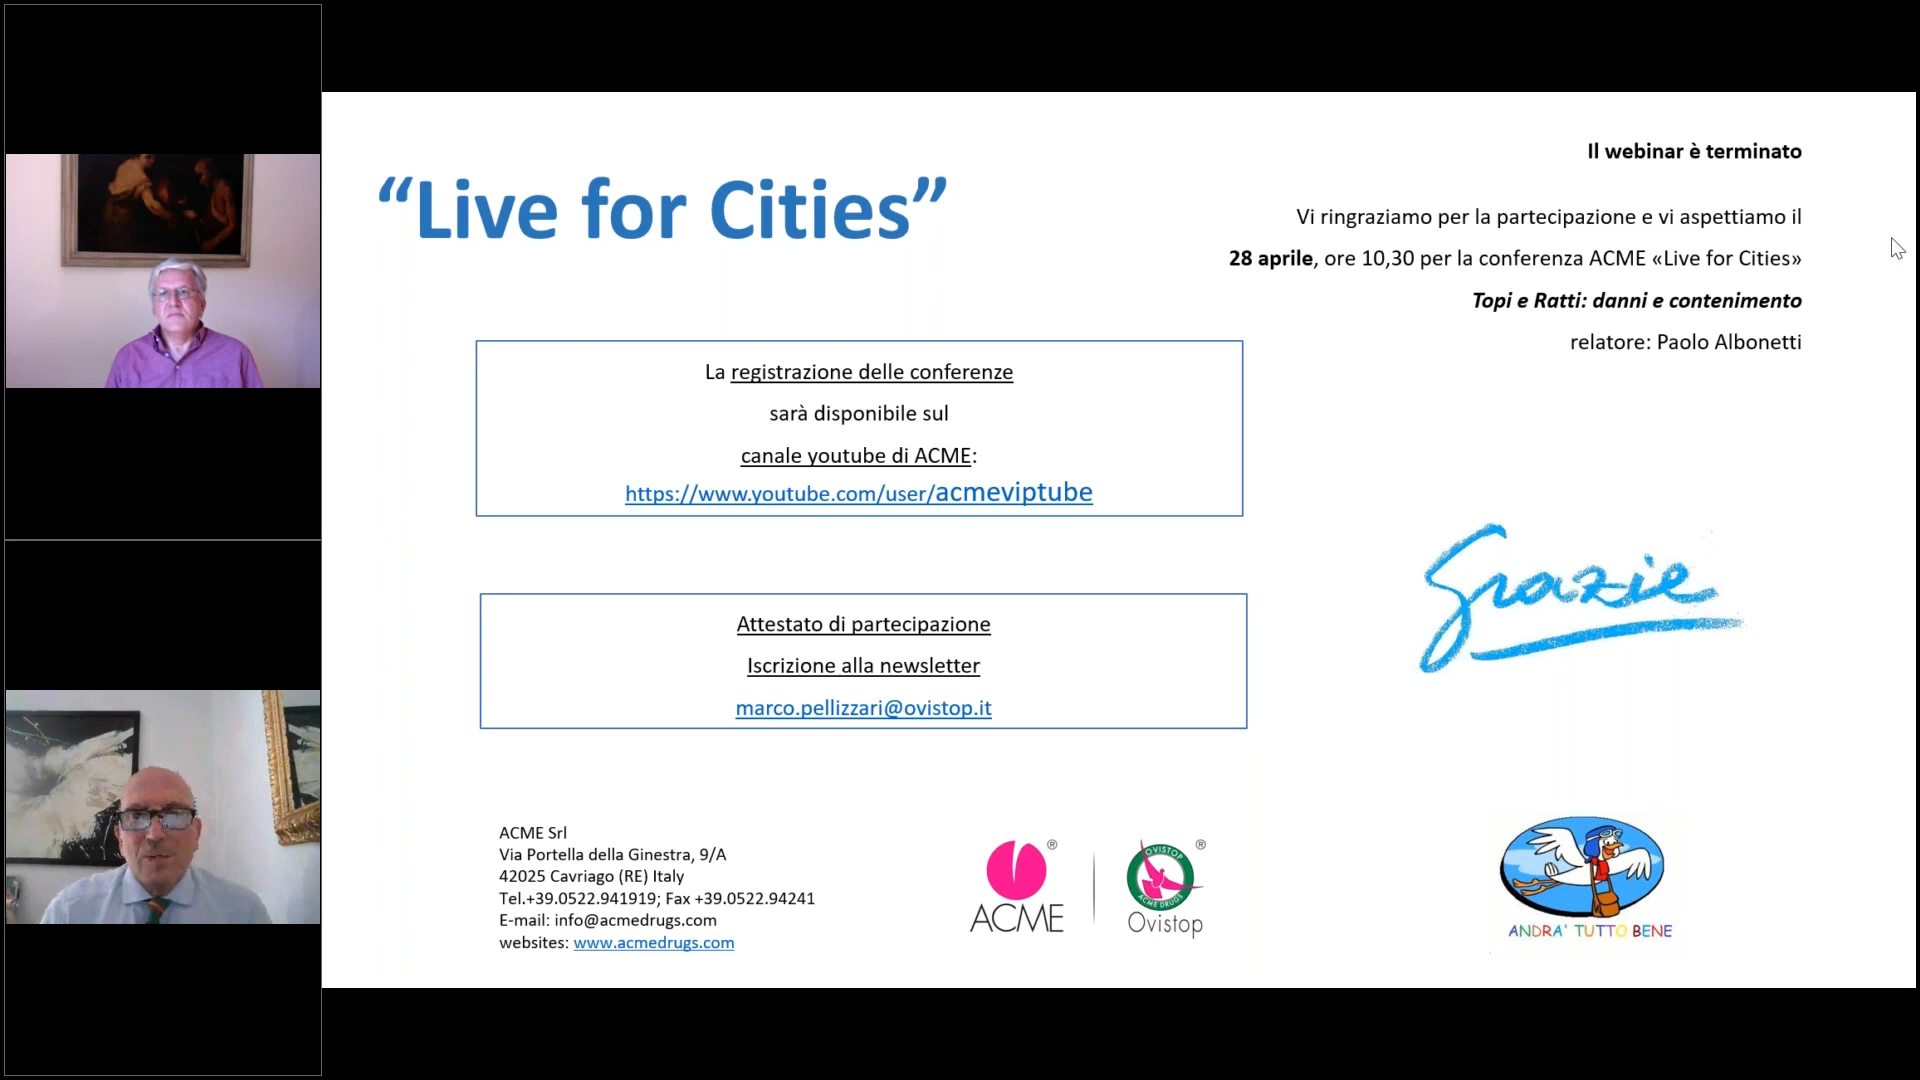 “Live for Cities”
Il webinar è terminato
Vi ringraziamo per la partecipazione e vi aspettiamo il
28 aprile, ore 10,30 per la conferenza ACME «Live for Cities»
Topi e Ratti: danni e contenimento
relatore: Paolo Albonetti
La registrazione delle conferenze
sarà disponibile sul
canale youtube di ACME:
https://www.youtube.com/user/acmeviptube
grazie
Attestato di partecipazione
Iscrizione alla newsletter
marco.pellizzari@ovistop.it
ACME Srl
Via Portella della Ginestra, 9/A
42025 Cavriago (RE) Italy
Tel.+39.0522.941919; Fax +39.0522.94241
E-mail: info@acmedrugs.com
websites: www.acmedrugs.com
®
ACME
®
OVISTOP
ACME DRUGS
Ovistop
ANDRA' TUTTO BENE